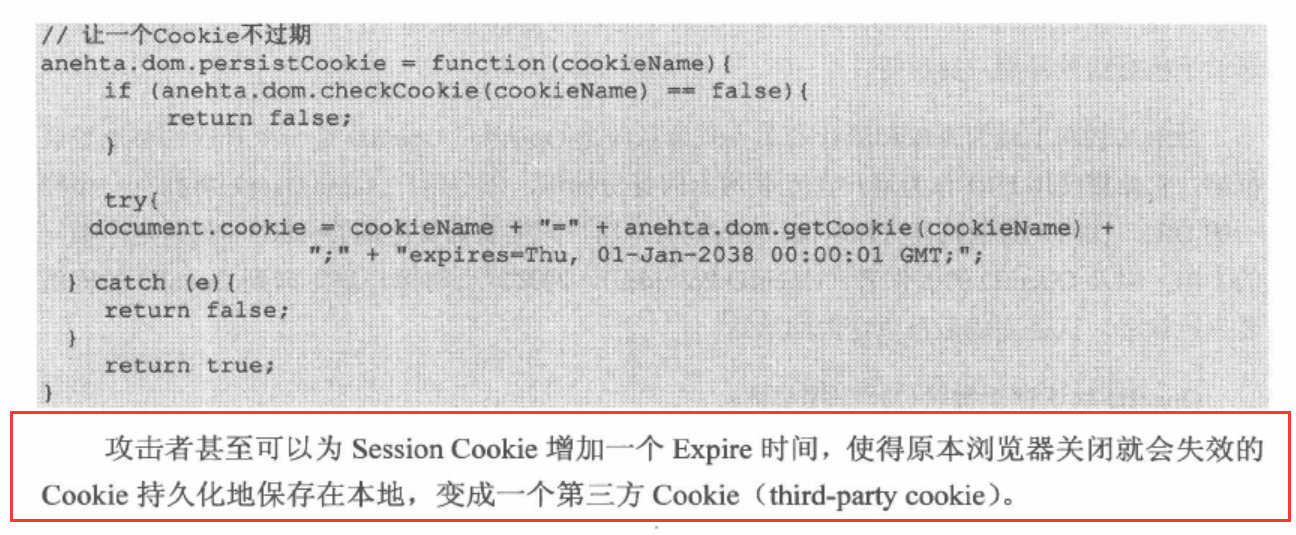 // 让一个Cookie不过期
anehta.dom.persistCookie = function(cookieName){
if (anehta.dom.checkCookie(cookieName) == false){
return false;
}
try{
document.cookie = cookieName + "=" + anehta.dom.getCookie(cookieName) +
";" + "expires=Thu, 01-Jan-2038 00:00:01 GMT;";
} catch (e){
return false;
}
return true;
}
攻击者甚至可以为 Session Cookie 增加一个 Expire 时间，使得原本浏览器关闭就会失效的
Cookie 持久化地保存在本地，变成一个第三方 Cookie（third-party cookie）。